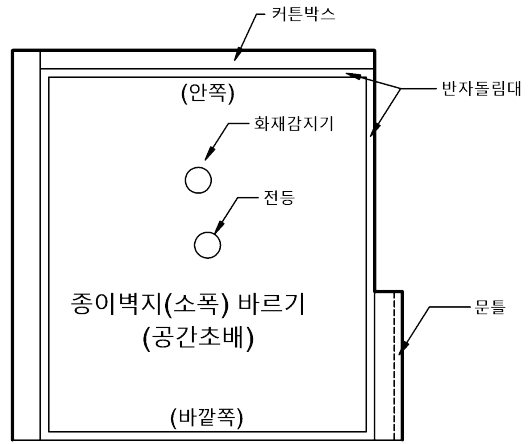 커튼박스
반자돌림대
(안쪽)
화재감지기
전등
종이벽지(소폭) 바르기
(공간초배)
문틀
(바깥쪽)